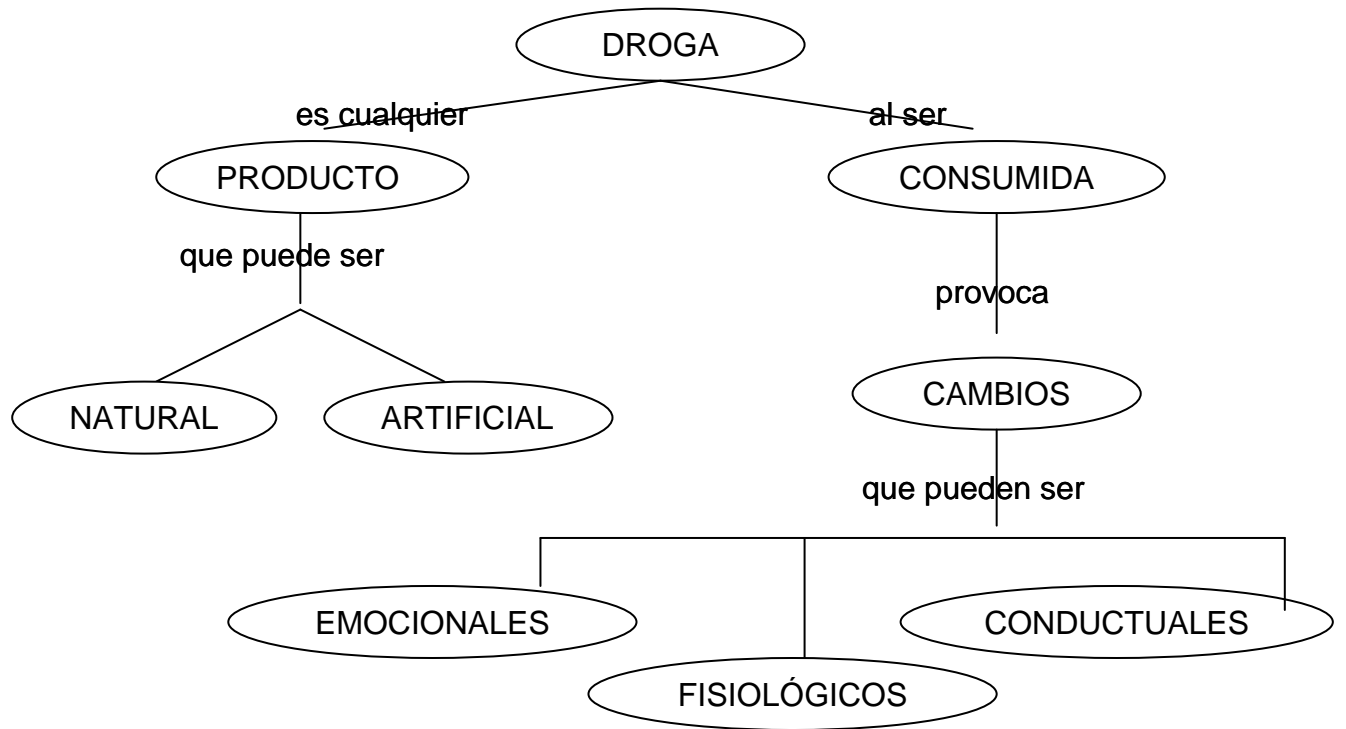 DROGA
es cualquier
al ser
PRODUCTO
CONSUMIDA
que puede ser
provoca
CAMBIOS
NATURAL
ARTIFICIAL
que pueden ser
EMOCIONALES
CONDUCTUALES
FISIOLÓGICOS